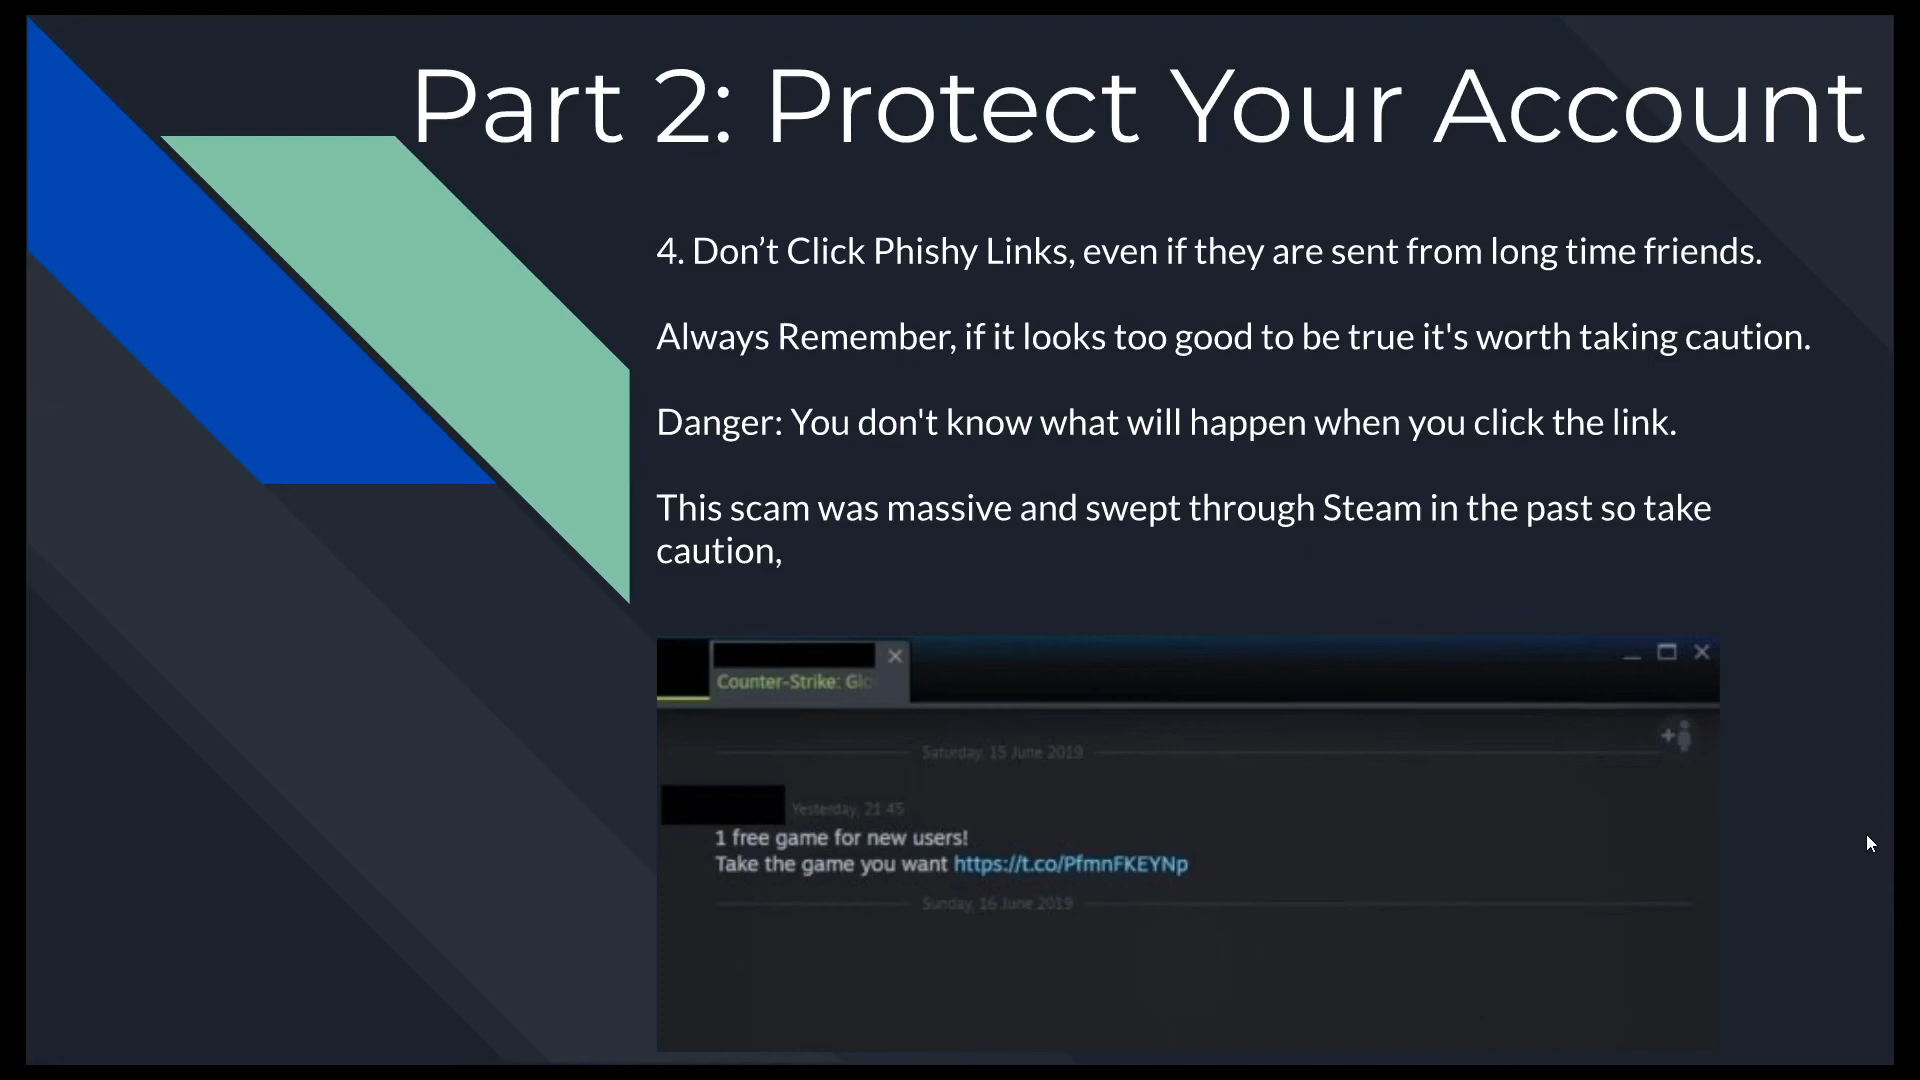 Part 2: Protect Your Account
4. Don’t Click Phishy Links, even if they are sent from long time friends.
Always Remember, if it looks too good to be true it's worth taking caution.
Danger: You don't know what will happen when you click the link.
This scam was massive and swept through Steam in the past so take
caution,
Counter-Strike: Glo
Saturday, 15 June 2019
Yesterday, 21:45
1 free game for new users!
Take the game you want https://t.co/PfmnFKEYNp
Sunday, 16 June 2019